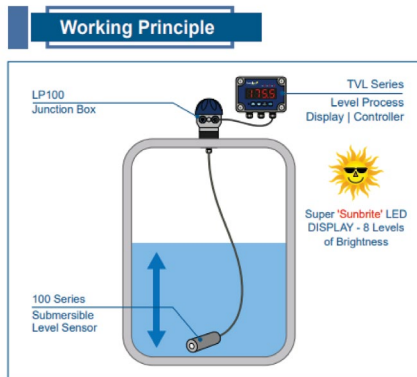 Working Principle
LP100
Junction Box
1755
TVL Series
Level Process
Display | Controller
Super 'Sunbrite' LED
DISPLAY - 8 Levels
of Brightness
100 Series
Submersible
Level Sensor